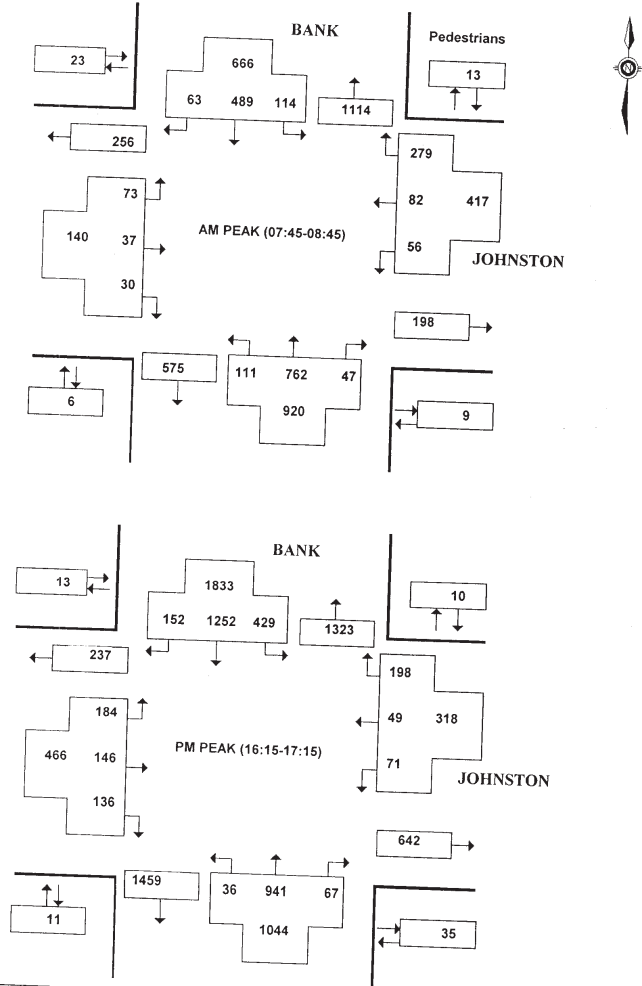 BANK
Pedestrians
23
666
13
63 489 114
1114
256
279
73
82 417
140 37
AM PEAK (07:45-08:45)
56
JOHNSTON
30
198
575
111 762 47
6
920
9
BANK
13
1833
10
152 1252 429
1323
237
198
184
49 318
466 146
PM PEAK (16:15-17:15)
71
JOHNSTON
136
642
1459
36 941 67
11
1044
35
N